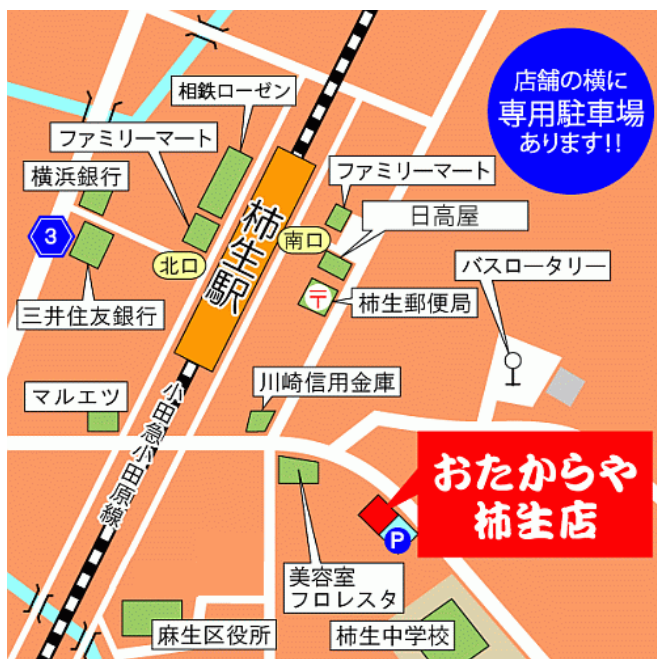 店舗の横に
専用駐車場
あります!!
相鉄ローゼン
ファミリーマート
横浜銀行
3
三井住友銀行
北口
柿生駅
南口
ファミリーマート
日高屋
〒
柿生郵便局
バスロータリー
マルエツ
川崎信用金庫
小田急小田原線
おたからや
柿生店
P
美容室
フロレスタ
麻生区役所
柿生中学校